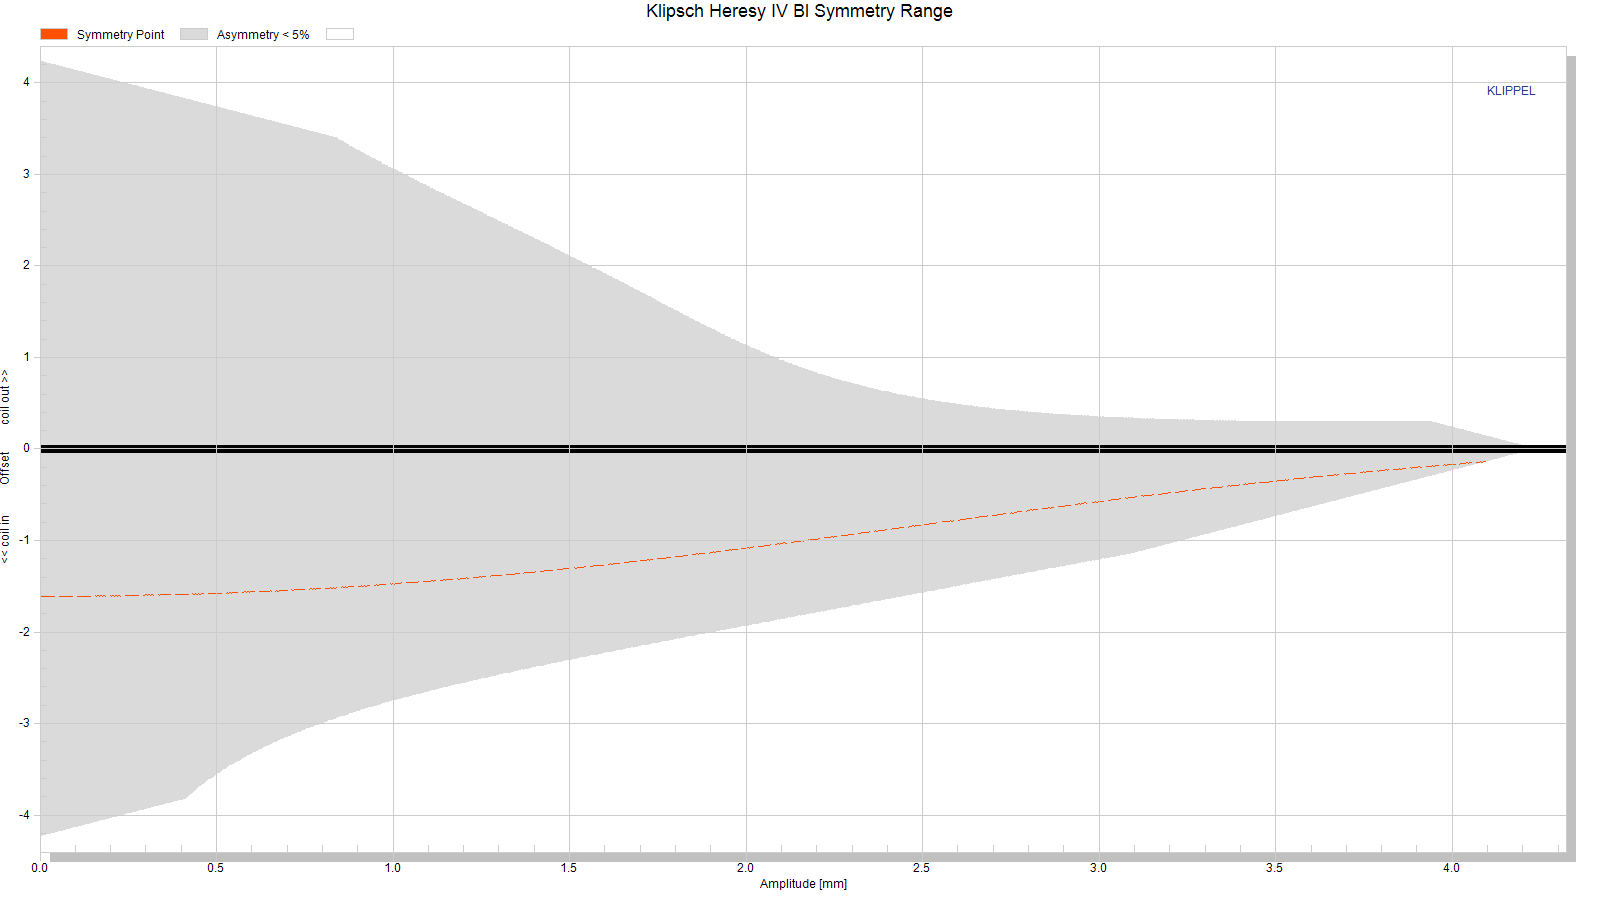 Klipsch Heresy IV Bl Symmetry Range
Symmetry Point Asymmetry < 5%
KLIPPEL
4
3
2
1
0
-1
-2
-3
-4
<< coil in Offset coil out >>
0.0 0.5 1.0 1.5 2.0 2.5 3.0 3.5 4.0
Amplitude [mm]